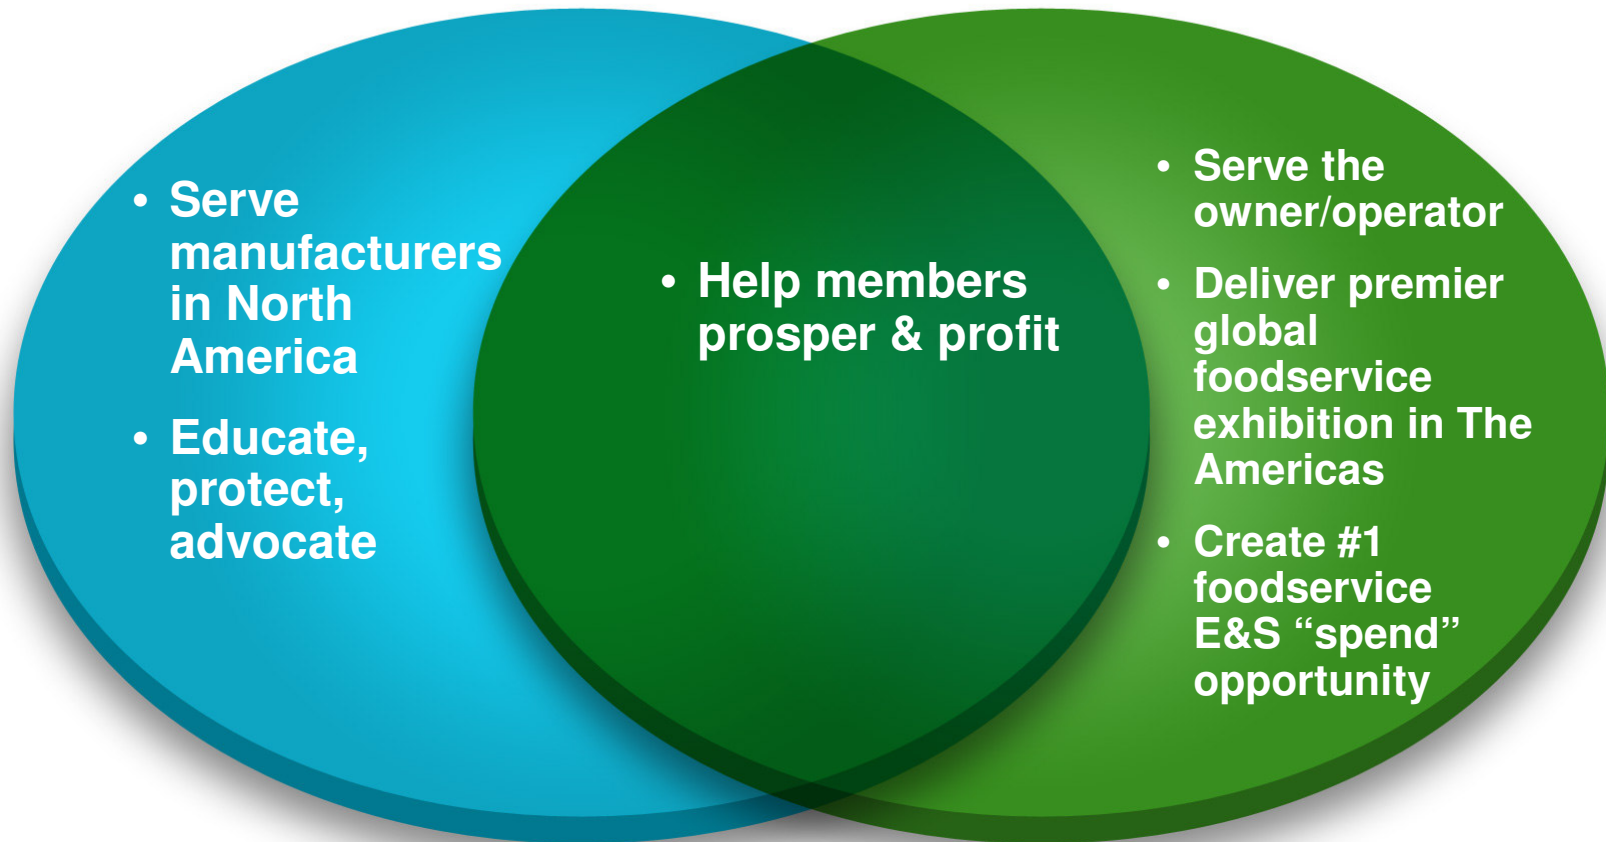 • Serve
manufacturers
in North
America
• Educate,
protect,
advocate
• Help members
prosper & profit
• Serve the
owner/operator
• Deliver premier
global
foodservice
exhibition in The
Americas
• Create #1
foodservice
E&S “spend”
opportunity